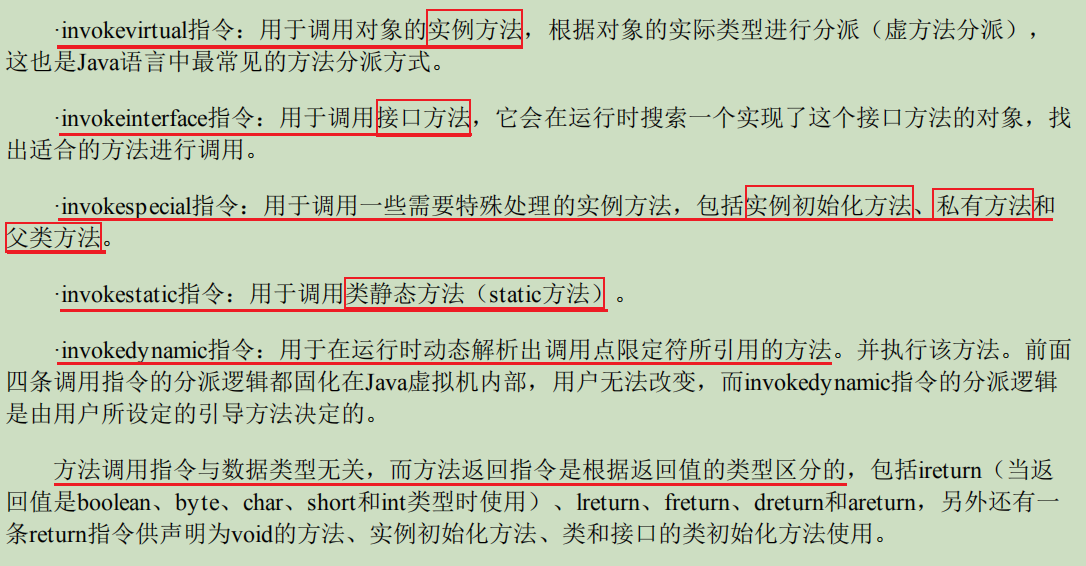 ·invokevirtual指令：用于调用对象的实例方法，根据对象的实际类型进行分派（虚方法分派），
这也是Java语言中最常见的方法分派方式。
·invokeinterface指令：用于调用接口方法，它会在运行时搜索一个实现了这个接口方法的对象，找
出适合的方法进行调用。
·invokespecial指令：用于调用一些需要特殊处理的实例方法，包括实例初始化方法、私有方法和
父类方法。
·invokestatic指令：用于调用类静态方法（static方法）。
·invokedynamic指令：用于在运行时动态解析出调用点限定符所引用的方法。并执行该方法。前面
四条调用指令的分派逻辑都固化在Java虚拟机内部，用户无法改变，而invokedynamic指令的分派逻辑
是由用户所设定的引导方法决定的。
方法调用指令与数据类型无关，而方法返回指令是根据返回值的类型区分的，包括ireturn（当返
回值是boolean、byte、char、short和int类型时使用）、lreturn、freturn、dreturn和areturn，另外还有一
条return指令供声明为void的方法、实例初始化方法、类和接口的类初始化方法使用。